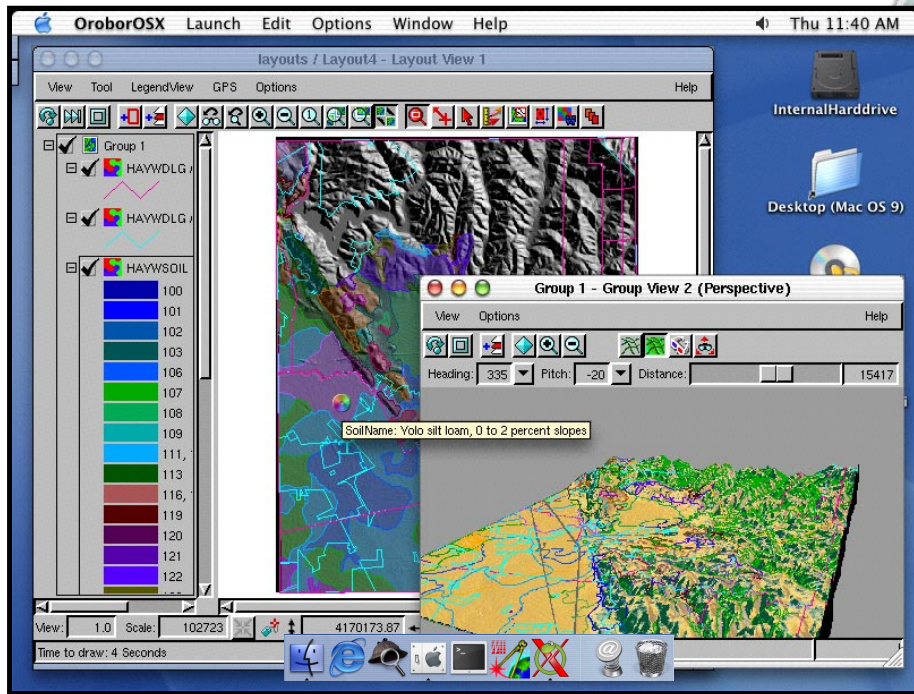 OroborOSX Launch Edit Options Window Help Thu 11:40 AM
layouts / Layout4 - Layout View 1
View Tool LegendView GPS Options Help
Group 1
HAYWDLG
HAYWDLG
HAYWSOIL
100
101
102
103
106
107
108
109
111,
113
116,
119
120
121
122
View: 1.0 Scale: 102723 4170173.87
Time to draw: 4 Seconds
SoilName: Yolo silt loam, 0 to 2 percent slopes
Group 1 - Group View 2 (Perspective)
View Options Help
Heading: 335 Pitch: -20 Distance: 15417
InternalHarddrive
Desktop (Mac OS 9)